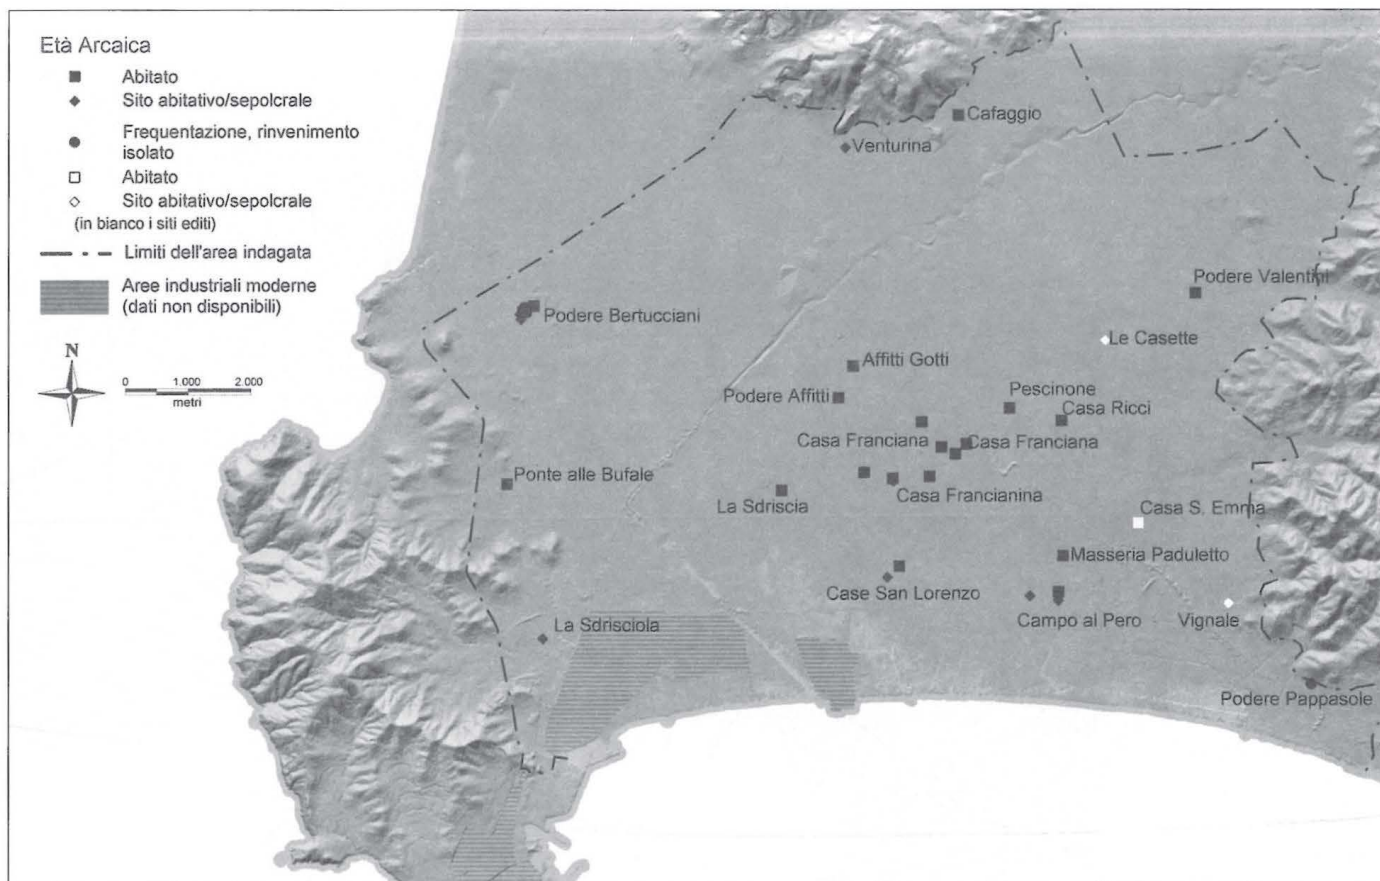 Età Arcaica
Abitato
Sito abitativo/sepolcrale
Frequentazione, rinvenimento
isolato
Abitato
Sito abitativo/sepolcrale
(in bianco i siti editi)
Limiti dell'area indagata
Aree industriali moderne
(dati non disponibili)
N
0 1.000 2.000
metri
Cafaggio
Venturina
Podere Valentini
Podere Bertucciani
Le Casette
Affitti Gotti
Podere Affitti
Pescinone
Casa Ricci
Casa Franciana
Casa Franciana
Ponte alle Bufale
Casa Francianina
La Sdriscia
Casa S. Emma
Masseria Paduletto
Case San Lorenzo
Campo al Pero
Vignale
La Sdrisciola
Podere Pappasole